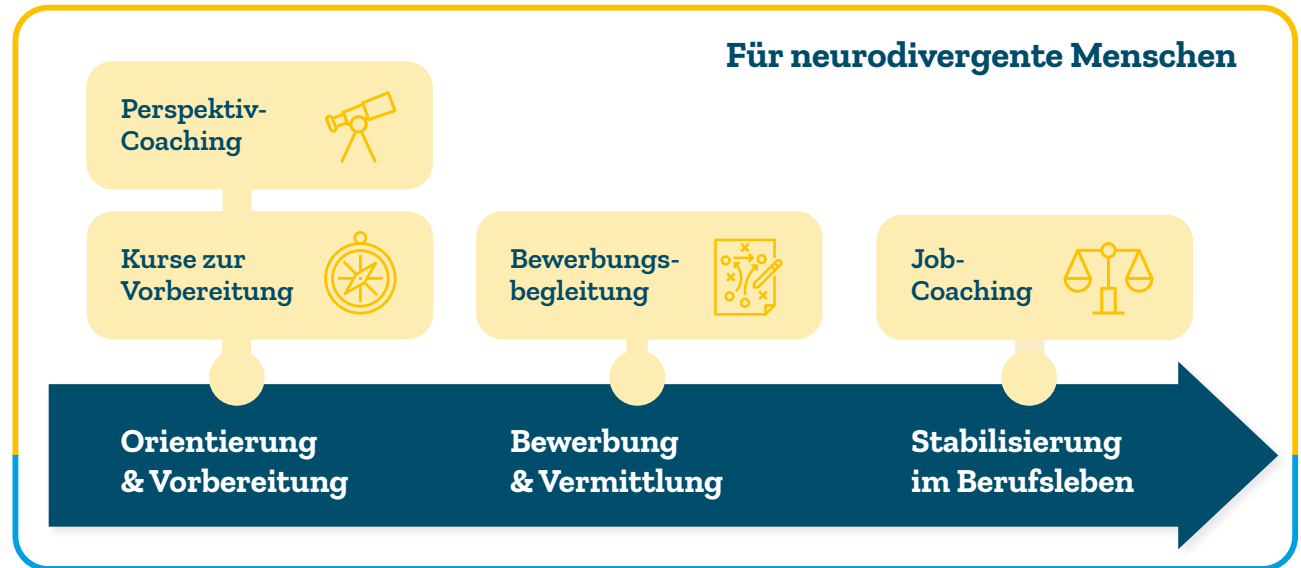 Für neurodivergente Menschen
Perspektiv-
Coaching
Kurse zur
Vorbereitung
Bewerbungs-
begleitung
Job-
Coaching
Orientierung
& Vorbereitung
Bewerbung
& Vermittlung
Stabilisierung
im Berufsleben